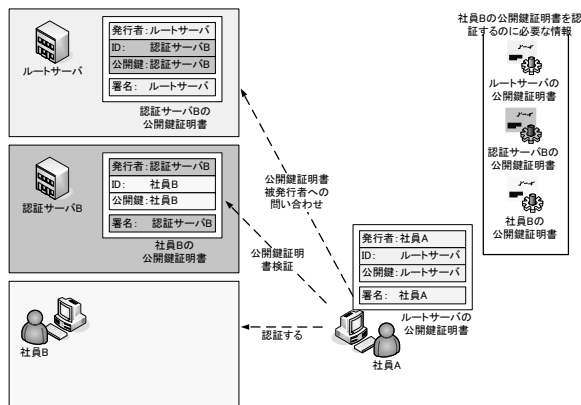 発行者:ルートサーバ
ID: 認証サーバB
公開鍵:認証サーバB
署名: ルートサーバ
ルートサーバ
認証サーバBの
公開鍵証明書
発行者:認証サーバB
ID: 社員B
公開鍵:社員B
署名: 認証サーバB
認証サーバB
社員Bの
公開鍵証明書
社員B
公開鍵証明書
被発行者への
問い合わせ
公開鍵証明
書検証
認証する
発行者:社員A
ID: ルートサーバ
公開鍵:ルートサーバ
署名: 社員A
ルートサーバの
公開鍵証明書
社員A
社員Bの公開鍵証明書を認
証するのに必要な情報
ルートサーバの
公開鍵証明書
認証サーバBの
公開鍵証明書
社員Bの
公開鍵証明書